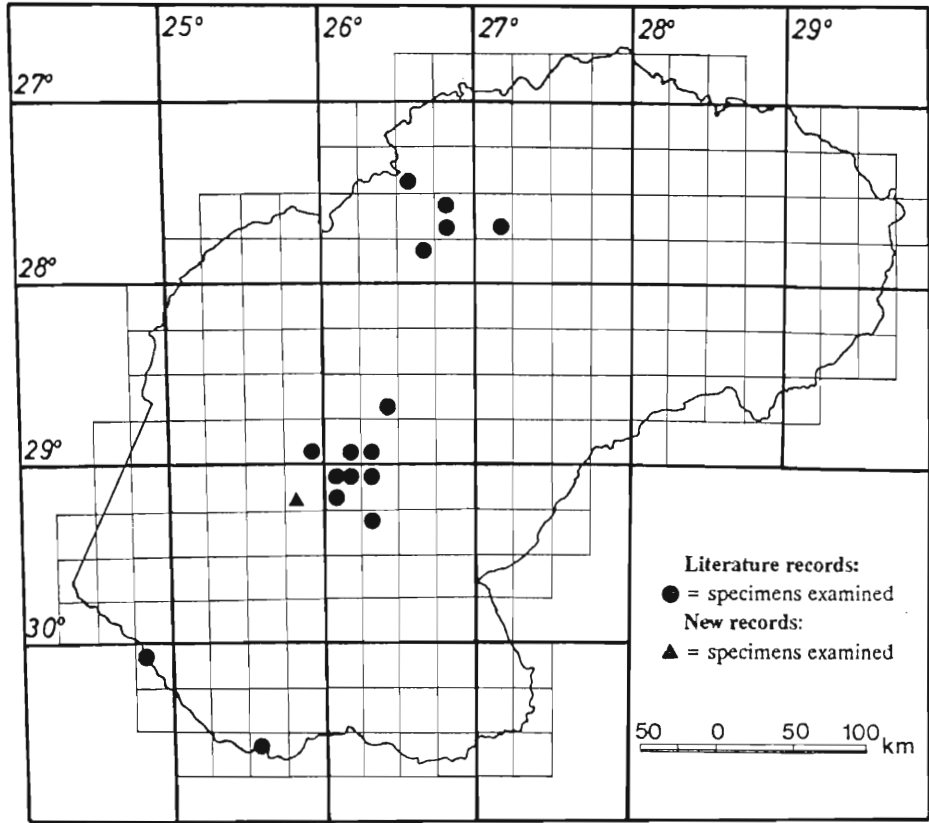 25° 26° 27° 28° 29°
27°
28°
29°
30°
Literature records:
● = specimens examined
New records:
▲ = specimens examined
50 0 50 100 km